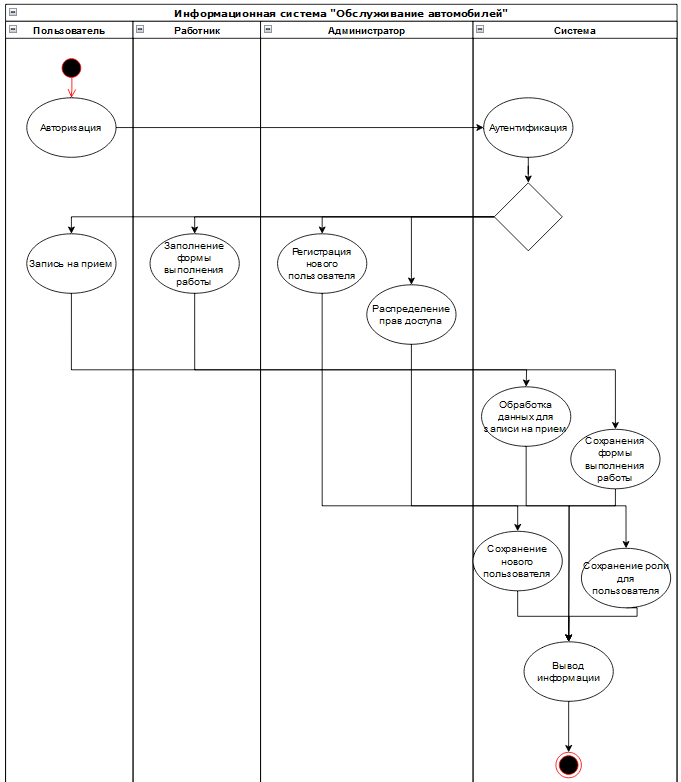 Информационная система "Обслуживание автомобилей"
Пользователь
Работник
Администратор
Система
Авторизация
Аутентификация
Запись на прием
Заполнение
формы
выполнения
работы
Регистрация
нового
пользователя
Распределение
прав доступа
Обработка
данных для
записи на прием
Сохранения
формы
выполнения
работы
Сохранение
нового
пользователя
Сохранение роли
для
пользователя
Вывод
информации